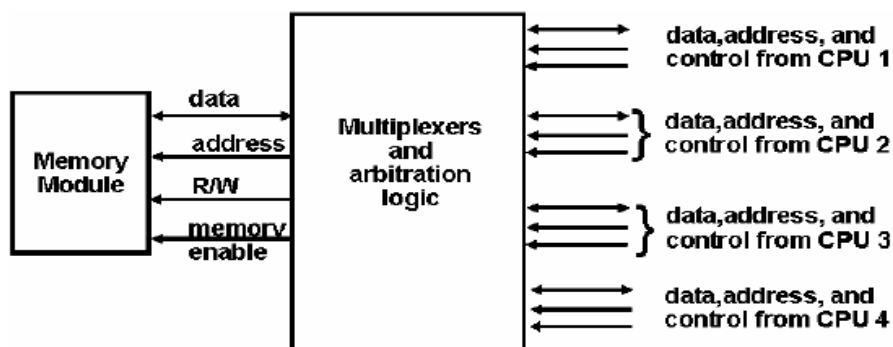 data,address, and
control from CPU 1
data
address
R/W
memory
enable
Memory
Module
Multiplexers
and
arbitration
logic
data,address, and
control from CPU 2
data,address, and
control from CPU 3
data,address, and
control from CPU 4